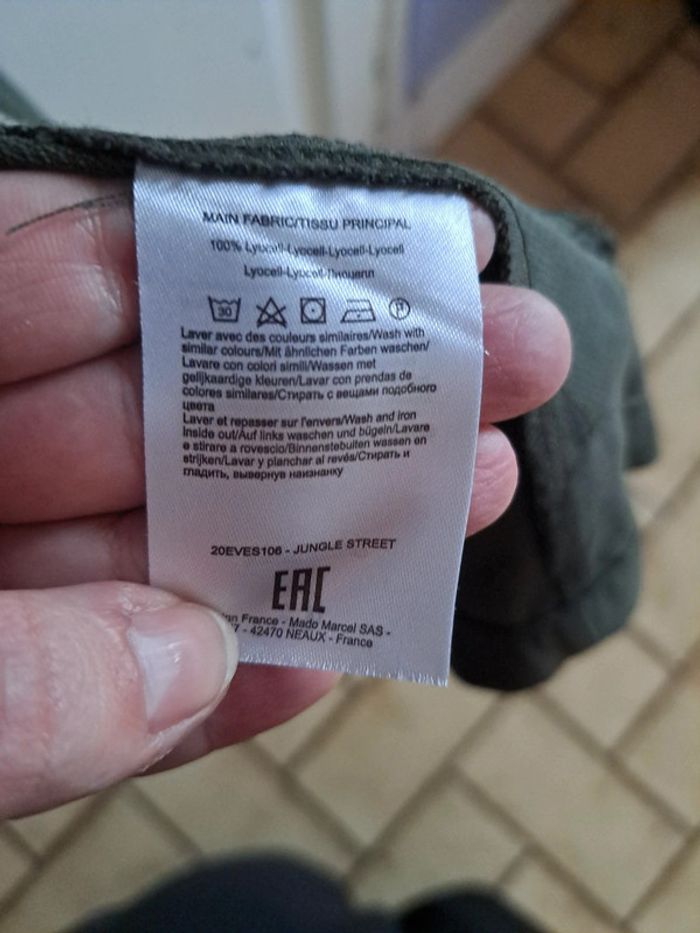 MAIN FABRIC/TISSU PRINCIPAL
100% Lyocell-Lyocell-Lyocell-Lyocell
Lyocell-Lyocell-Лиоцелл
30 P
Laver avec des couleurs similaires/Wash with
similar colours/Mit ähnlichen Farben waschen/
Lavare con colori simili/Wassen met
gelijkaardige kleuren/Lavar con prendas de
colores similares/Стирать с вещами подобного
цвета
Laver et repasser sur l'envers/Wash and iron
inside out/Auf links waschen und bügeln/Lavare
e stirare a rovescio/Binnenstebuiten wassen en
strijken/Lavar y planchar al revés/Стирать и
гладить, вывернув наизнанку
20EVES106 - JUNGLE STREET
EAC
France - Mado Marcel SAS -
7 - 42470 NEAUX - France